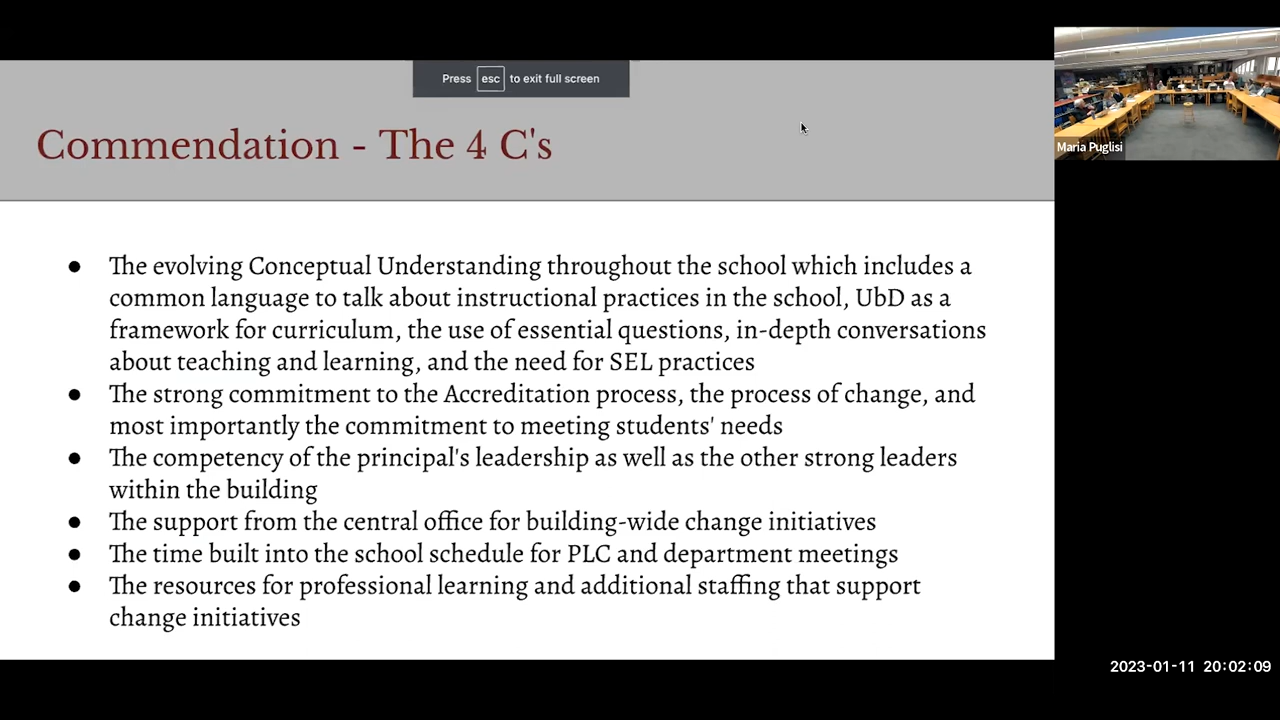 Press esc to exit full screen
Commendation - The 4 C's
Maria Puglisi
● The evolving Conceptual Understanding throughout the school which includes a
common language to talk about instructional practices in the school, UbD as a
framework for curriculum, the use of essential questions, in-depth conversations
about teaching and learning, and the need for SEL practices
● The strong commitment to the Accreditation process, the process of change, and
most importantly the commitment to meeting students' needs
● The competency of the principal's leadership as well as the other strong leaders
within the building
● The support from the central office for building-wide change initiatives
● The time built into the school schedule for PLC and department meetings
● The resources for professional learning and additional staffing that support
change initiatives
2023-01-11 20:02:09